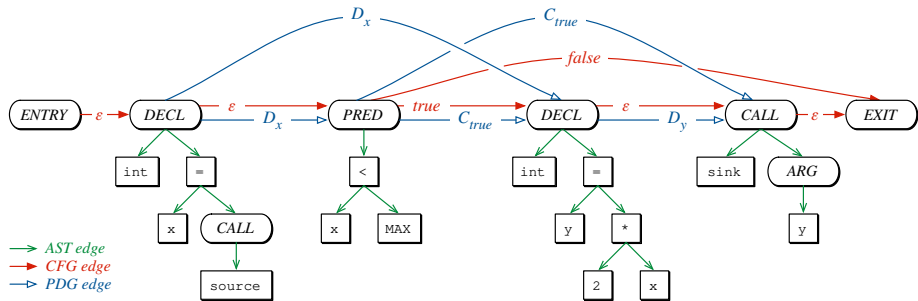 D_x C_true
false
ENTRY ε DECL ε PRED true DECL ε CALL ε EXIT
D_x C_true D_y
int = < int = sink ARG
x CALL x MAX y * y
AST edge
CFG edge
PDG edge
source 2 x